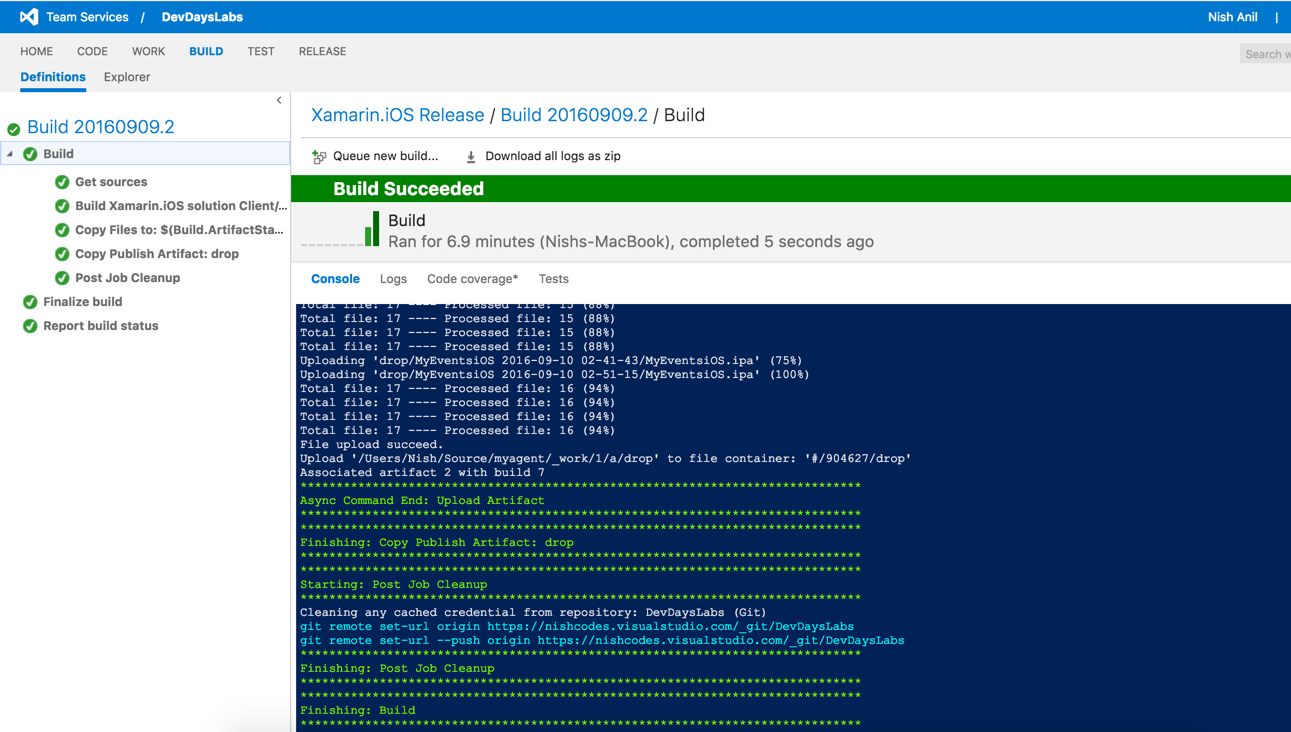 Team Services / DevDaysLabs
Nish Anil |
HOME CODE WORK BUILD TEST RELEASE
Search w
Definitions Explorer
Build 20160909.2
Build
Get sources
Build Xamarin.iOS solution Client/...
Copy Files to: $(Build.ArtifactSta...
Copy Publish Artifact: drop
Post Job Cleanup
Finalize build
Report build status
Xamarin.iOS Release / Build 20160909.2 / Build
Queue new build... Download all logs as zip
Build Succeeded
Build
Ran for 6.9 minutes (Nishs-MacBook), completed 5 seconds ago
Console Logs Code coverage* Tests
Total file: 17 ---- Processed file: 15 (88%)
Total file: 17 ---- Processed file: 15 (88%)
Total file: 17 ---- Processed file: 15 (88%)
Total file: 17 ---- Processed file: 15 (88%)
Uploading 'drop/MyEventsiOS 2016-09-10 02-41-43/MyEventsiOS.ipa' (75%)
Uploading 'drop/MyEventsiOS 2016-09-10 02-51-15/MyEventsiOS.ipa' (100%)
Total file: 17 ---- Processed file: 16 (94%)
Total file: 17 ---- Processed file: 16 (94%)
Total file: 17 ---- Processed file: 16 (94%)
Total file: 17 ---- Processed file: 16 (94%)
File upload succeed.
Upload '/Users/Nish/Source/myagent/_work/1/a/drop' to file container: '#/904627/drop'
Associated artifact 2 with build 7
******************************************************************************
Async Command End: Upload Artifact
******************************************************************************
******************************************************************************
Finishing: Copy Publish Artifact: drop
******************************************************************************
******************************************************************************
Starting: Post Job Cleanup
******************************************************************************
Cleaning any cached credential from repository: DevDaysLabs (Git)
git remote set-url origin https://nishcodes.visualstudio.com/_git/DevDaysLabs
git remote set-url --push origin https://nishcodes.visualstudio.com/_git/DevDaysLabs
******************************************************************************
Finishing: Post Job Cleanup
******************************************************************************
******************************************************************************
Finishing: Build
******************************************************************************